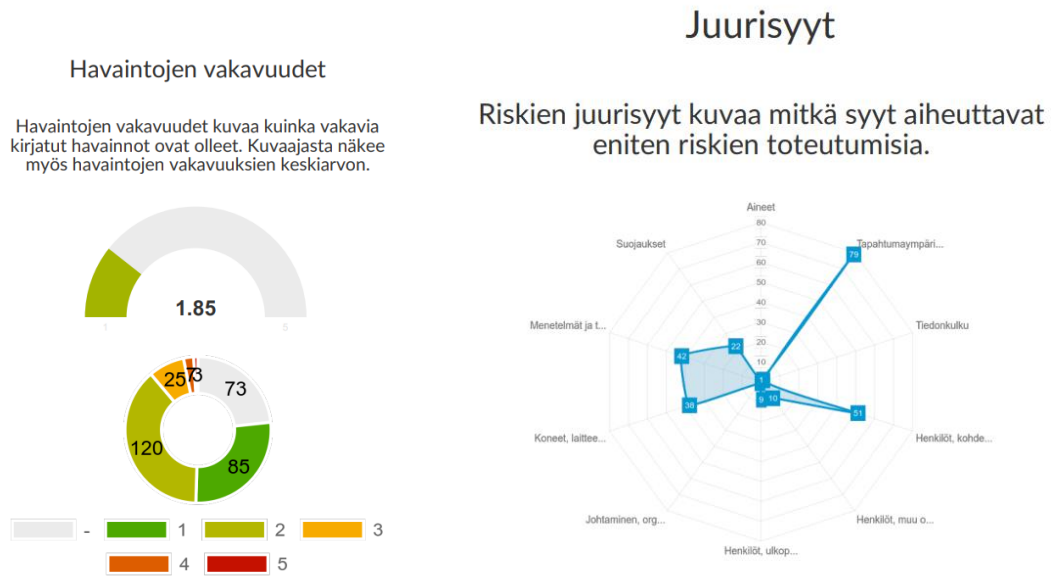 Havaintojen vakavuudet
Havaintojen vakavuudet kuvaa kuinka vakavia
kirjatut havainnot ovat olleet. Kuvaajasta näkee
myös havaintojen vakavuuksien keskiarvon.
1.85
1
5
73
85
120
25
7
3
-
1
2
3
4
5
Juurisyyt
Riskien juurisyyt kuvaa mitkä syyt aiheuttavat
eniten riskien toteutumisia.
Aineet
80
70
60
50
40
30
20
10
Tapahtumaympäri...
Tiedonkulku
Henkilöt, kohde...
Henkilöt, muu o...
Henkilöt, ulkop...
Johtaminen, org...
Koneet, laittee...
Menetelmät ja t...
Suojaukset
79
1
51
10
9
38
42
22